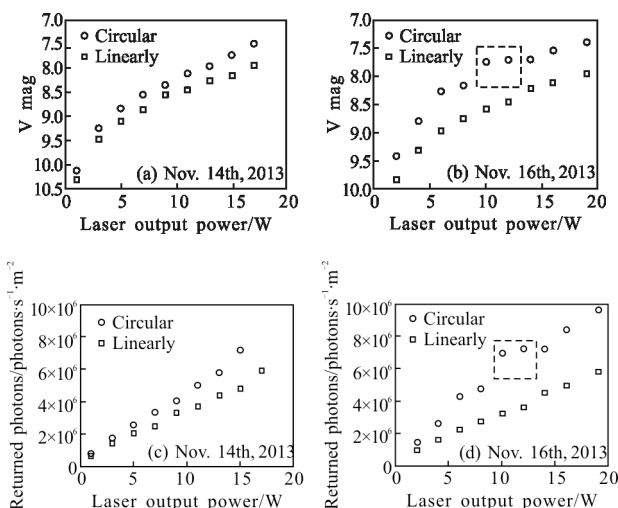 7.0
7.5
8.0
8.5
9.0
9.5
10.0
10.5
V mag
Circular
Linearly
(a) Nov. 14th, 2013
0 5 10 15 20
Laser output power/W
7.0
7.5
8.0
8.5
9.0
9.5
10.0
V mag
Circular
Linearly
(b) Nov. 16th, 2013
0 5 10 15 20
Laser output power/W
Returned photons/photons·s⁻¹·m⁻²
10×10⁶
8×10⁶
6×10⁶
4×10⁶
2×10⁶
0
Circular
Linearly
(c) Nov. 14th, 2013
0 5 10 15 20
Laser output power/W
Returned photons/photons·s⁻¹·m⁻²
10×10⁶
8×10⁶
6×10⁶
4×10⁶
2×10⁶
0
Circular
Linearly
(d) Nov. 16th, 2013
0 5 10 15 20
Laser output power/W